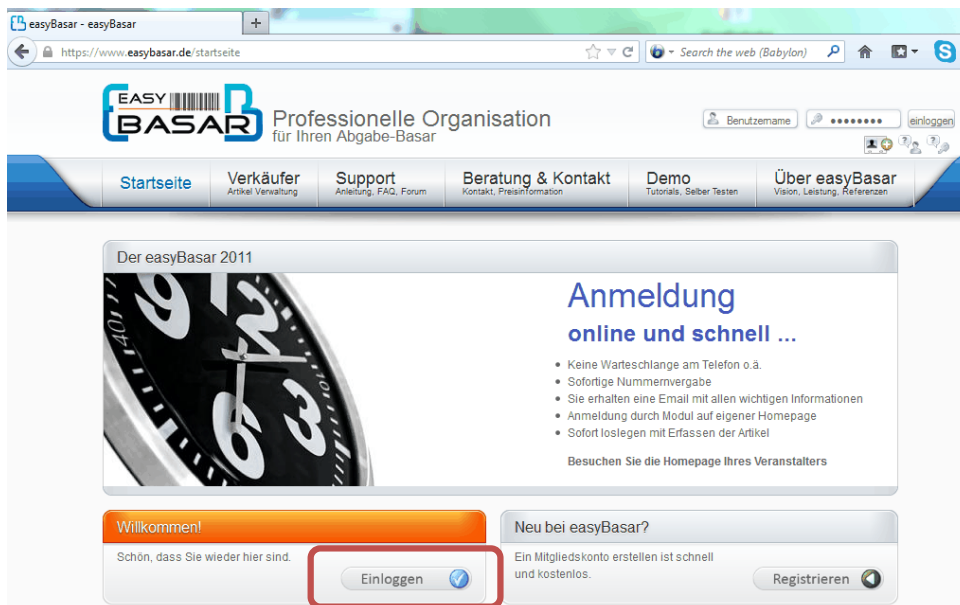 easyBasar - easyBasar
https://www.easybasar.de/startseite
Search the web (Babylon)
EASY
BASAR
Professionelle Organisation
für Ihren Abgabe-Basar
Benutzername
einloggen
Startseite
Verkäufer
Artikel Verwaltung
Support
Anleitung, FAQ, Forum
Beratung & Kontakt
Kontakt, Preisinformation
Demo
Tutorials, Selber Testen
Über easyBasar
Vision, Leistung, Referenzen
Der easyBasar 2011
Anmeldung
online und schnell ...
Keine Warteschlange am Telefon o.ä.
Sofortige Nummernvergabe
Sie erhalten eine Email mit allen wichtigen Informationen
Anmeldung durch Modul auf eigener Homepage
Sofort loslegen mit Erfassen der Artikel
Besuchen Sie die Homepage Ihres Veranstalters
Willkommen!
Schön, dass Sie wieder hier sind.
Einloggen
Neu bei easyBasar?
Ein Mitgliedskonto erstellen ist schnell
und kostenlos.
Registrieren